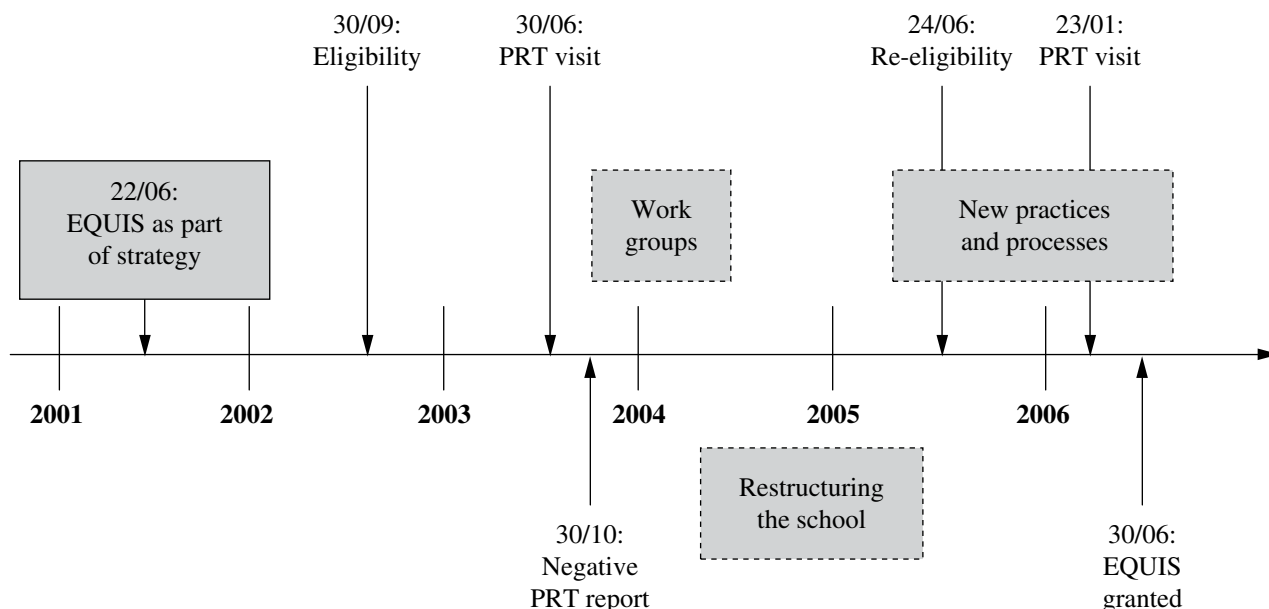 30/09:
Eligibility
30/06:
PRT visit
24/06:
Re-eligibility
23/01:
PRT visit
22/06:
EQUIS as part
of strategy
Work
groups
New practices
and processes
2001
2002
2003
2004
2005
2006
Restructuring
the school
30/10:
Negative
PRT report
30/06:
EQUIS
granted